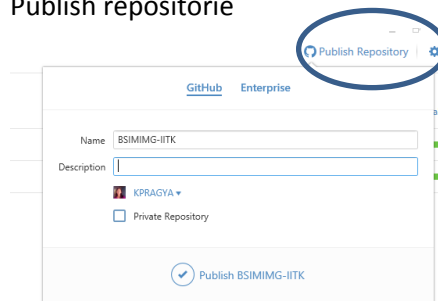 Publish repositorie
Publish Repository
GitHub Enterprise
Name BSIMIMG-IITK
Description
KPRAGYA
Private Repository
Publish BSIMIMG-IITK